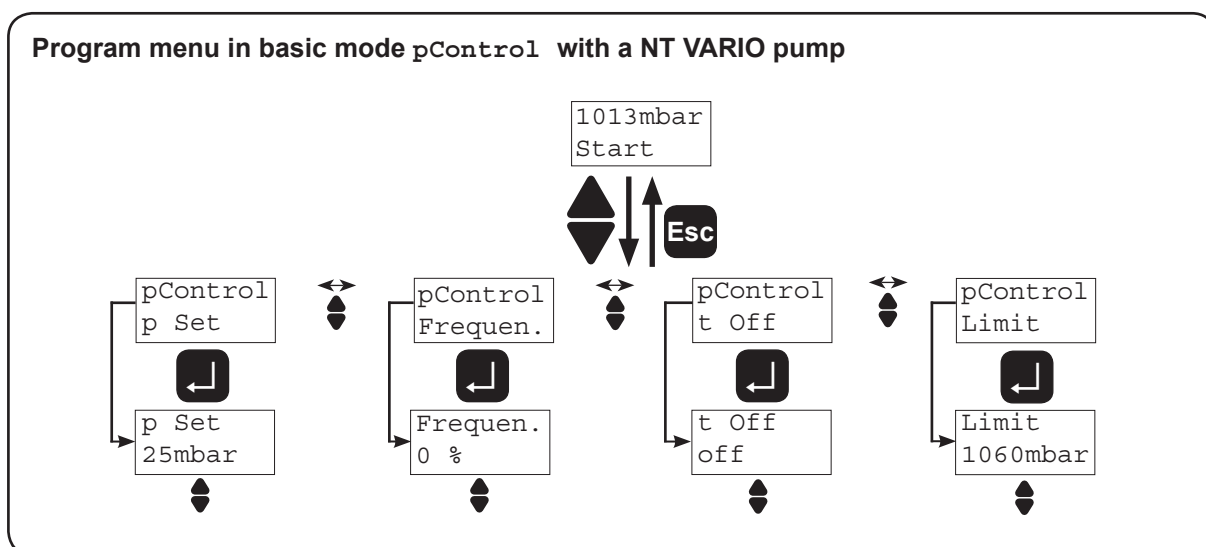 Program menu in basic mode pControl with a NT VARIO pump
1013mbar
Start
Esc
pControl
p Set
pControl
Frequen.
pControl
t Off
pControl
Limit
p Set
25mbar
Frequen.
0 %
t Off
off
Limit
1060mbar